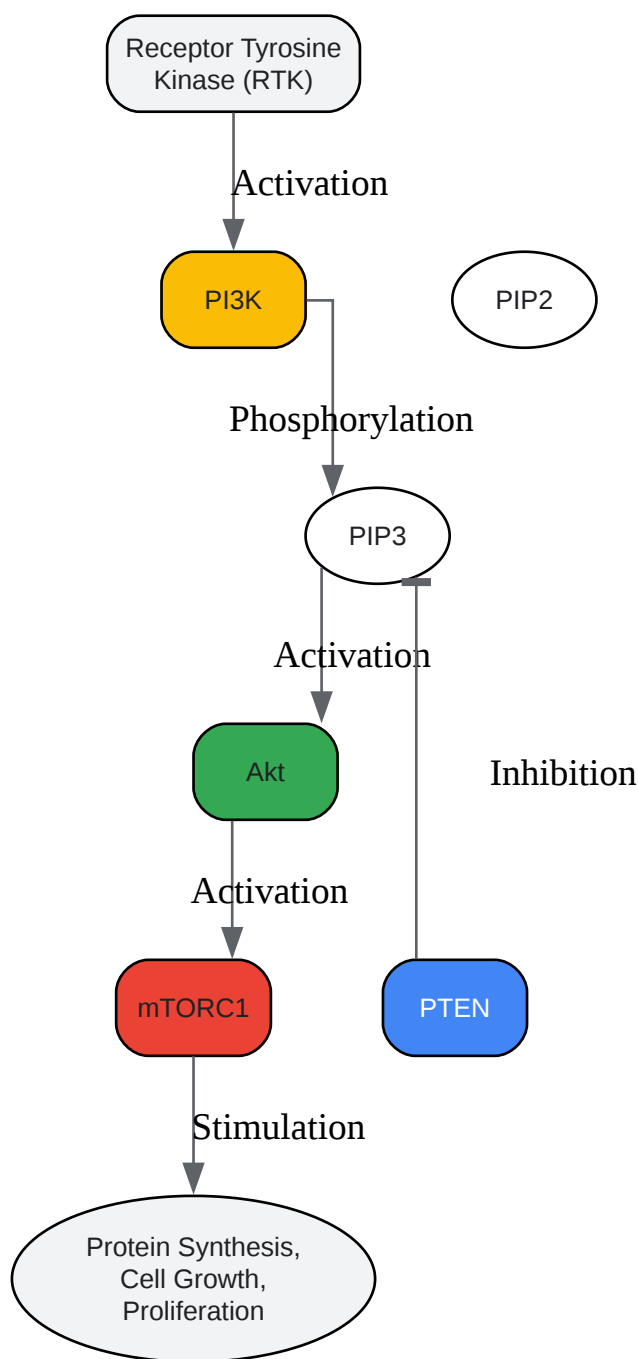 Receptor Tyrosine
Kinase (RTK)
Activation
PI3K
PIP2
Phosphorylation
PIP3
Activation
Akt
Inhibition
Activation
mTORC1
PTEN
Stimulation
Protein Synthesis,
Cell Growth,
Proliferation